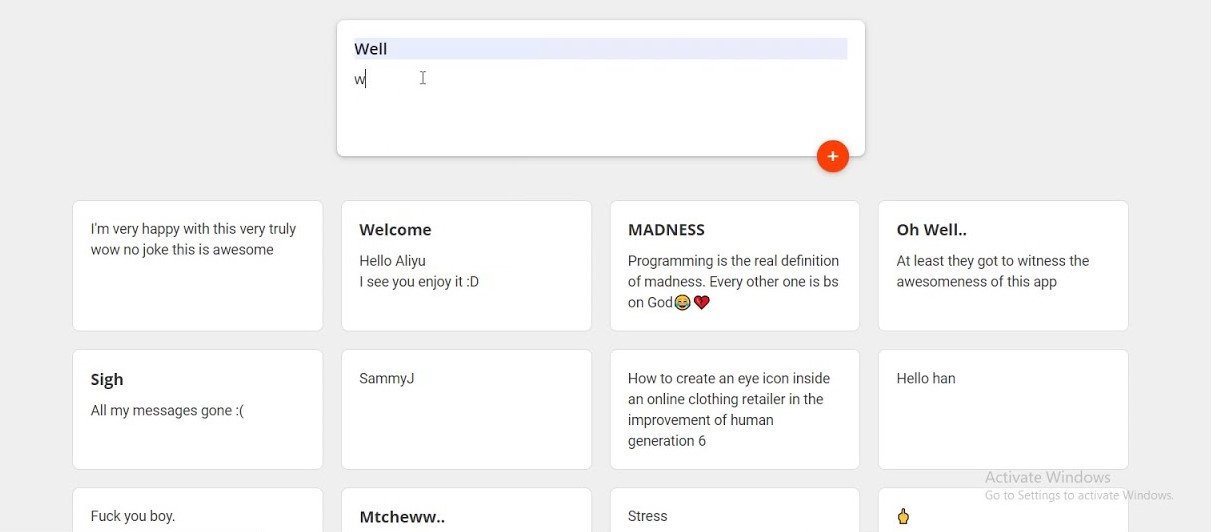 Well
w
+
I'm very happy with this very truly
wow no joke this is awesome
Welcome
Hello Aliyu
I see you enjoy it :D
MADNESS
Programming is the real definition
of madness. Every other one is bs
on God😂💔
Oh Well..
At least they got to witness the
awesomeness of this app
Sigh
All my messages gone :(
SammyJ
How to create an eye icon inside
an online clothing retailer in the
improvement of human
generation 6
Hello han
Activate Windows
Go to Settings to activate Windows.
Fuck you boy.
Mtcheww..
Stress
🖕